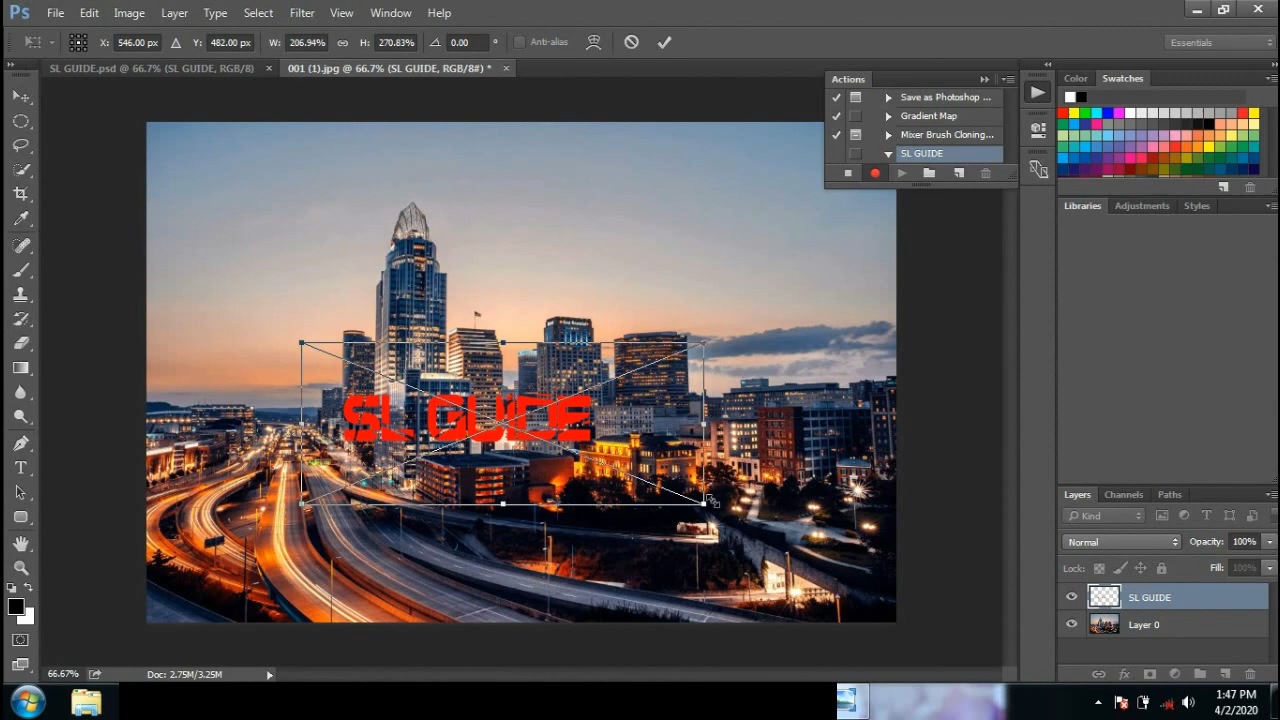 Ps File Edit Image Layer Type Select Filter View Window Help
X: 546.00 px Y: 482.00 px W: 206.94% H: 270.83% 0.00 ° Anti-alias Essentials
SL GUIDE.psd @ 66.7% (SL GUIDE, RGB/8) × 001 (1).jpg @ 66.7% (SL GUIDE, RGB/8#) * ×
Actions
Save as Photoshop ...
Gradient Map
Mixer Brush Cloning...
SL GUIDE
Color Swatches
Libraries Adjustments Styles
SL GUIDE
Layers Channels Paths
Kind
Normal Opacity: 100%
Lock: Fill: 100%
SL GUIDE
Layer 0
66.67% Doc: 2.75M/3.25M
1:47 PM
4/2/2020